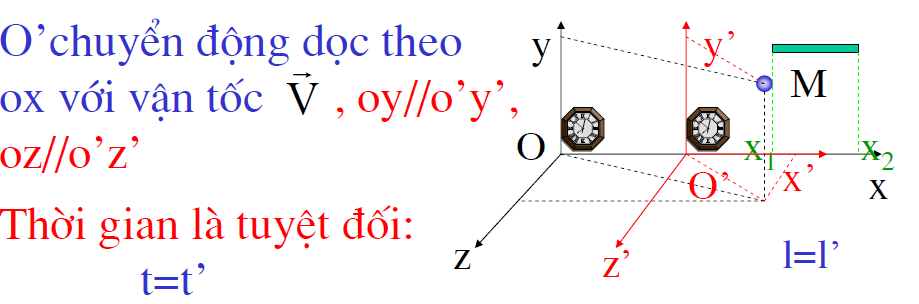 O’chuyển động dọc theo
ox với vận tốc V⃗ , oy//o’y’,
oz//o’z’
Thời gian là tuyệt đối:
t=t’
y
y’
M
O
O’
x₁
x’
x₂
x
z
z’
l=l’